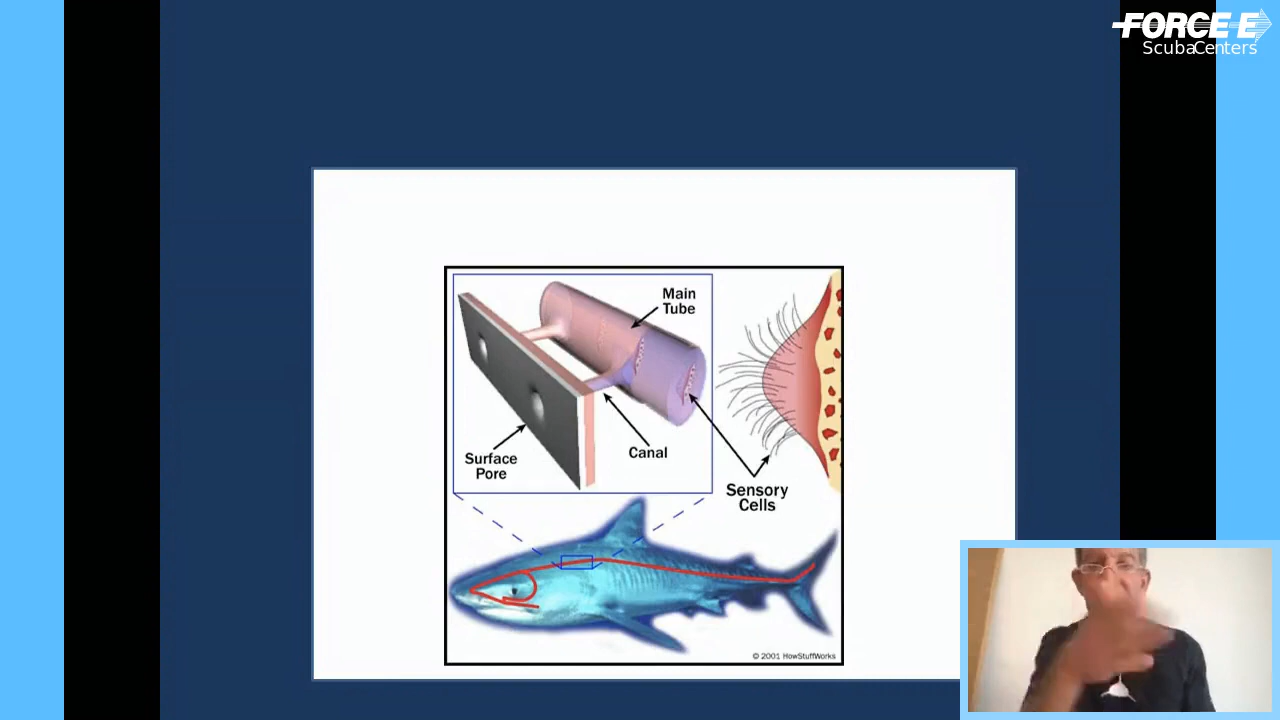 FORCE-E
ScubaCenters
Main
Tube
Surface
Pore
Canal
Sensory
Cells
© 2001 HowStuffWorks